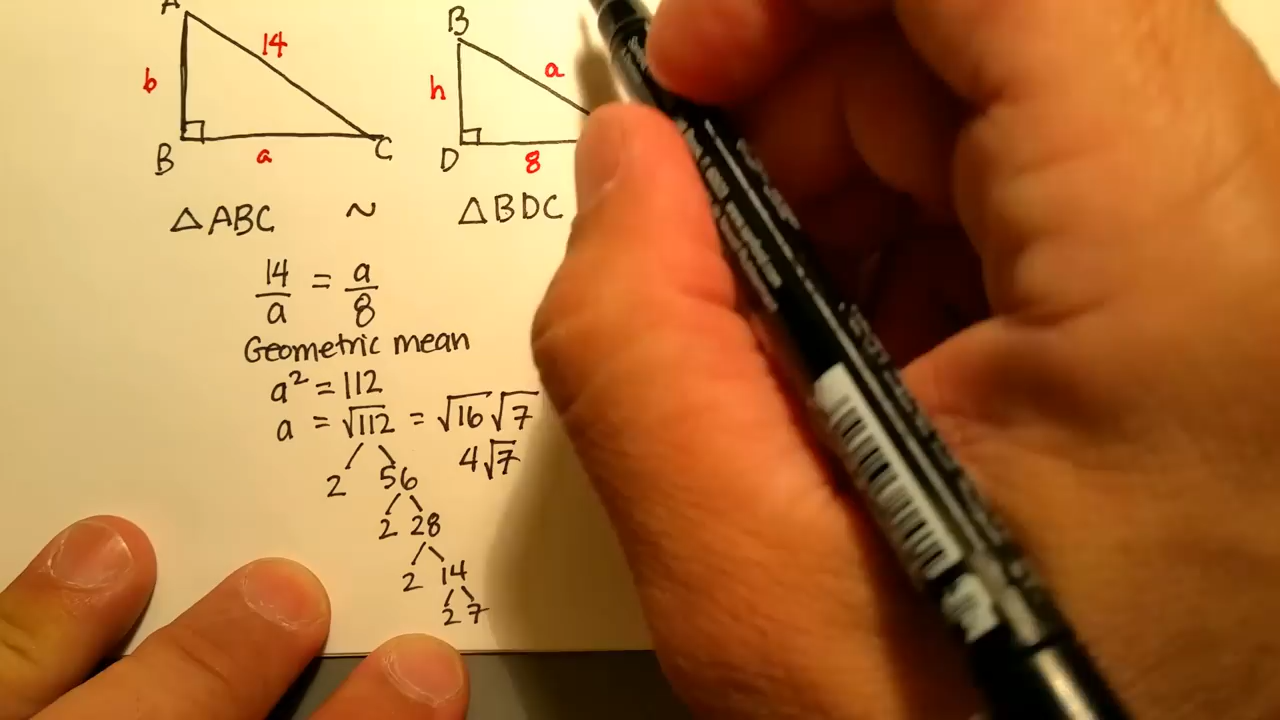 A
B
14
b
a
h
B
a
C
D
8
△ABC ~ △BDC
14/a = a/8
Geometric mean
a² = 112
a = √112 = √16 √7
4√7
2 56
2 28
2 14
2 7